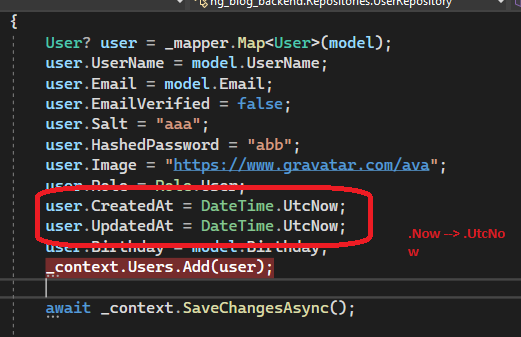 ng_blog_backend.Repositories.UserRepository
{
User? user = _mapper.Map<User>(model);
user.UserName = model.UserName;
user.Email = model.Email;
user.EmailVerified = false;
user.Salt = "aaa";
user.HashedPassword = "abb";
user.Image = "https://www.gravatar.com/ava";
user.Role = Role.User;
user.CreatedAt = DateTime.UtcNow;
user.UpdatedAt = DateTime.UtcNow;
.Now --> .UtcNo
w
user.Birthday = model.Birthday;
_context.Users.Add(user);
await _context.SaveChangesAsync();